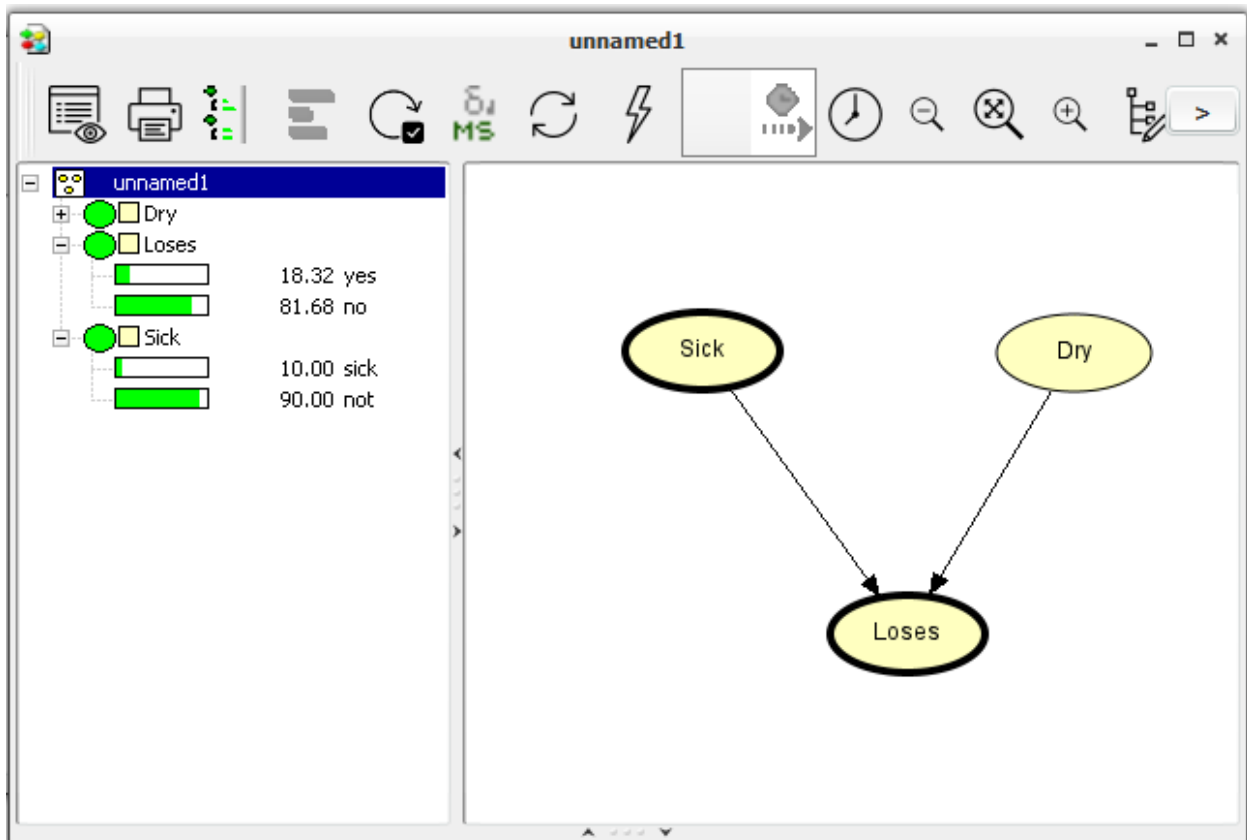 unnamed1
δd
MS
>
unnamed1
Dry
Loses
18.32 yes
81.68 no
Sick
10.00 sick
90.00 not
Sick
Dry
Loses